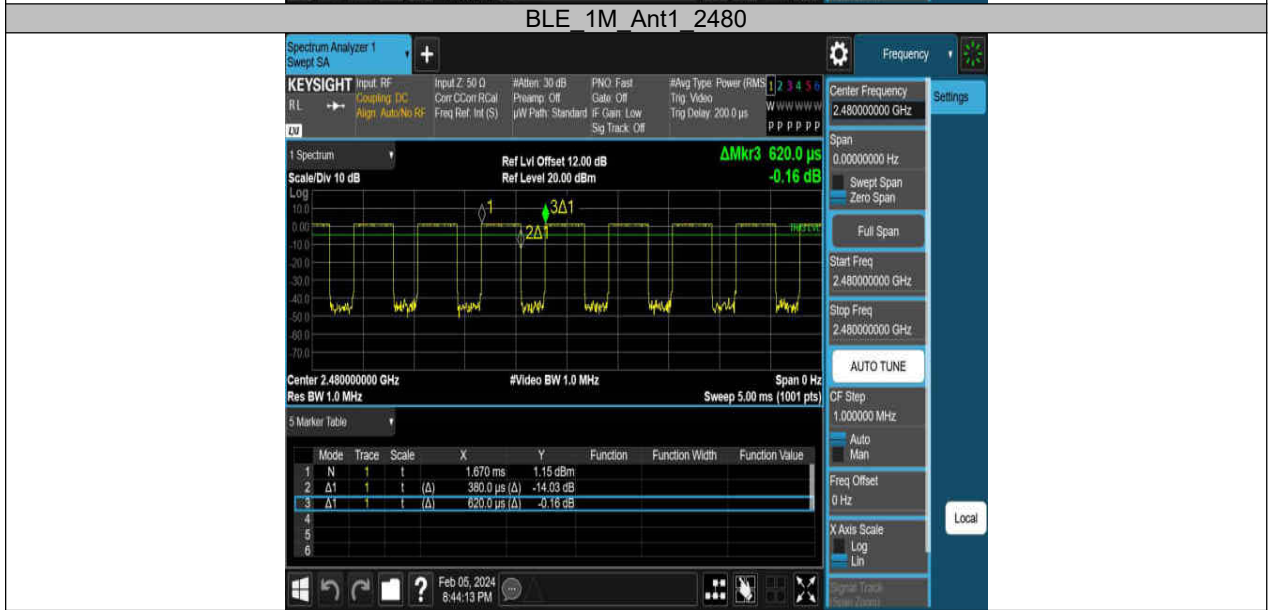 BLE_1M_Ant1_2480
Spectrum Analyzer 1
Swept SA
+
Frequency
KEYSIGHT
Input: RF
Coupling: DC
Align: Auto/No RF
Input Z: 50 Ω
Corr CCorr RCal
Freq Ref: Int (S)
#Atten: 30 dB
Preamp: Off
µW Path: Standard
PNO: Fast
Gate: Off
IF Gain: Low
Sig Track: Off
#Avg Type: Power (RMS
Trig: Video
Trig Delay: 200.0 µs
1 2 3 4 5 6
W W W W W W
P P P P P P
RL
LXI
1 Spectrum
Ref Lvl Offset 12.00 dB
ΔMkr3 620.0 µs
Scale/Div 10 dB
Ref Level 20.00 dBm
-0.16 dB
Log
10.0
0.00
-10.0
-20.0
-30.0
-40.0
-50.0
-60.0
-70.0
1
3Δ1
2Δ1
Center 2.480000000 GHz
#Video BW 1.0 MHz
Span 0 Hz
Res BW 1.0 MHz
Sweep 5.00 ms (1001 pts)
5 Marker Table
Mode Trace Scale X Y Function Function Width Function Value
1 N 1 t 1.670 ms 1.15 dBm
2 Δ1 1 t (Δ) 380.0 µs (Δ) -14.03 dB
3 Δ1 1 t (Δ) 620.0 µs (Δ) -0.16 dB
4
5
6
?
Feb 05, 2024
8:44:13 PM
Center Frequency
2.480000000 GHz
Settings
Span
0.00000000 Hz
Swept Span
Zero Span
Full Span
Start Freq
2.480000000 GHz
Stop Freq
2.480000000 GHz
AUTO TUNE
CF Step
1.000000 MHz
Auto
Man
Freq Offset
0 Hz
X Axis Scale
Log
Lin
Local
Signal Track
(Span Zoom)